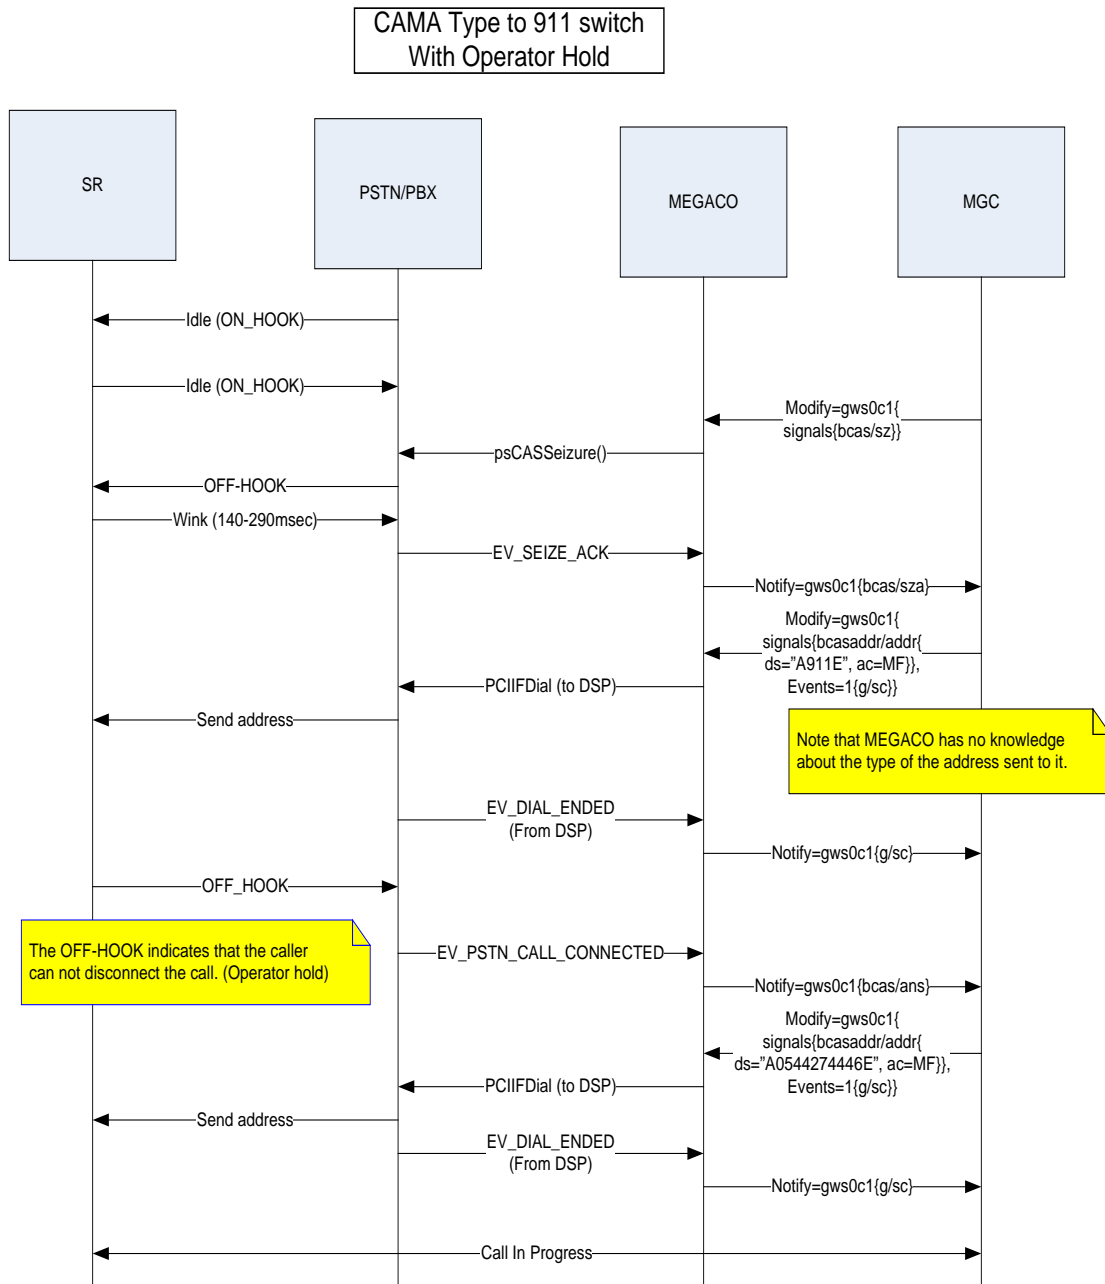 CAMA Type to 911 switch
With Operator Hold
SR
PSTN/PBX
MEGACO
MGC
Idle (ON_HOOK)
Idle (ON_HOOK)
Modify=gws0c1{
signals{bcas/sz}}
psCASSeizure()
OFF-HOOK
Wink (140-290msec)
EV_SEIZE_ACK
Notify=gws0c1{bcas/sza}
Modify=gws0c1{
signals{bcasaddr/addr{
ds=”A911E”, ac=MF}},
Events=1{g/sc}}
PCIIFDial (to DSP)
Send address
Note that MEGACO has no knowledge
about the type of the address sent to it.
EV_DIAL_ENDED
(From DSP)
Notify=gws0c1{g/sc}
OFF_HOOK
The OFF-HOOK indicates that the caller
can not disconnect the call. (Operator hold)
EV_PSTN_CALL_CONNECTED
Notify=gws0c1{bcas/ans}
Modify=gws0c1{
signals{bcasaddr/addr{
ds=”A0544274446E”, ac=MF}},
Events=1{g/sc}}
PCIIFDial (to DSP)
Send address
EV_DIAL_ENDED
(From DSP)
Notify=gws0c1{g/sc}
Call In Progress